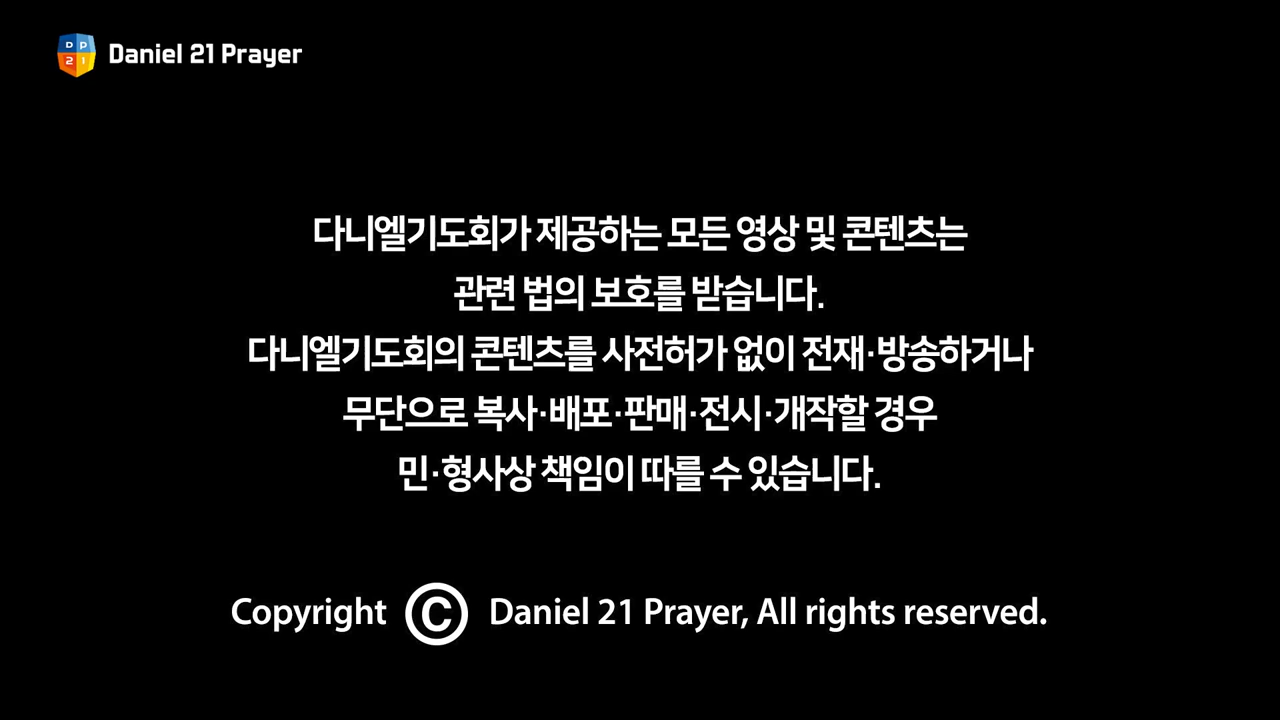 DP
21
Daniel 21 Prayer
다니엘기도회가 제공하는 모든 영상 및 콘텐츠는
관련 법의 보호를 받습니다.
다니엘기도회의 콘텐츠를 사전허가 없이 전재·방송하거나
무단으로 복사·배포·판매·전시·개작할 경우
민·형사상 책임이 따를 수 있습니다.
Copyright © Daniel 21 Prayer, All rights reserved.